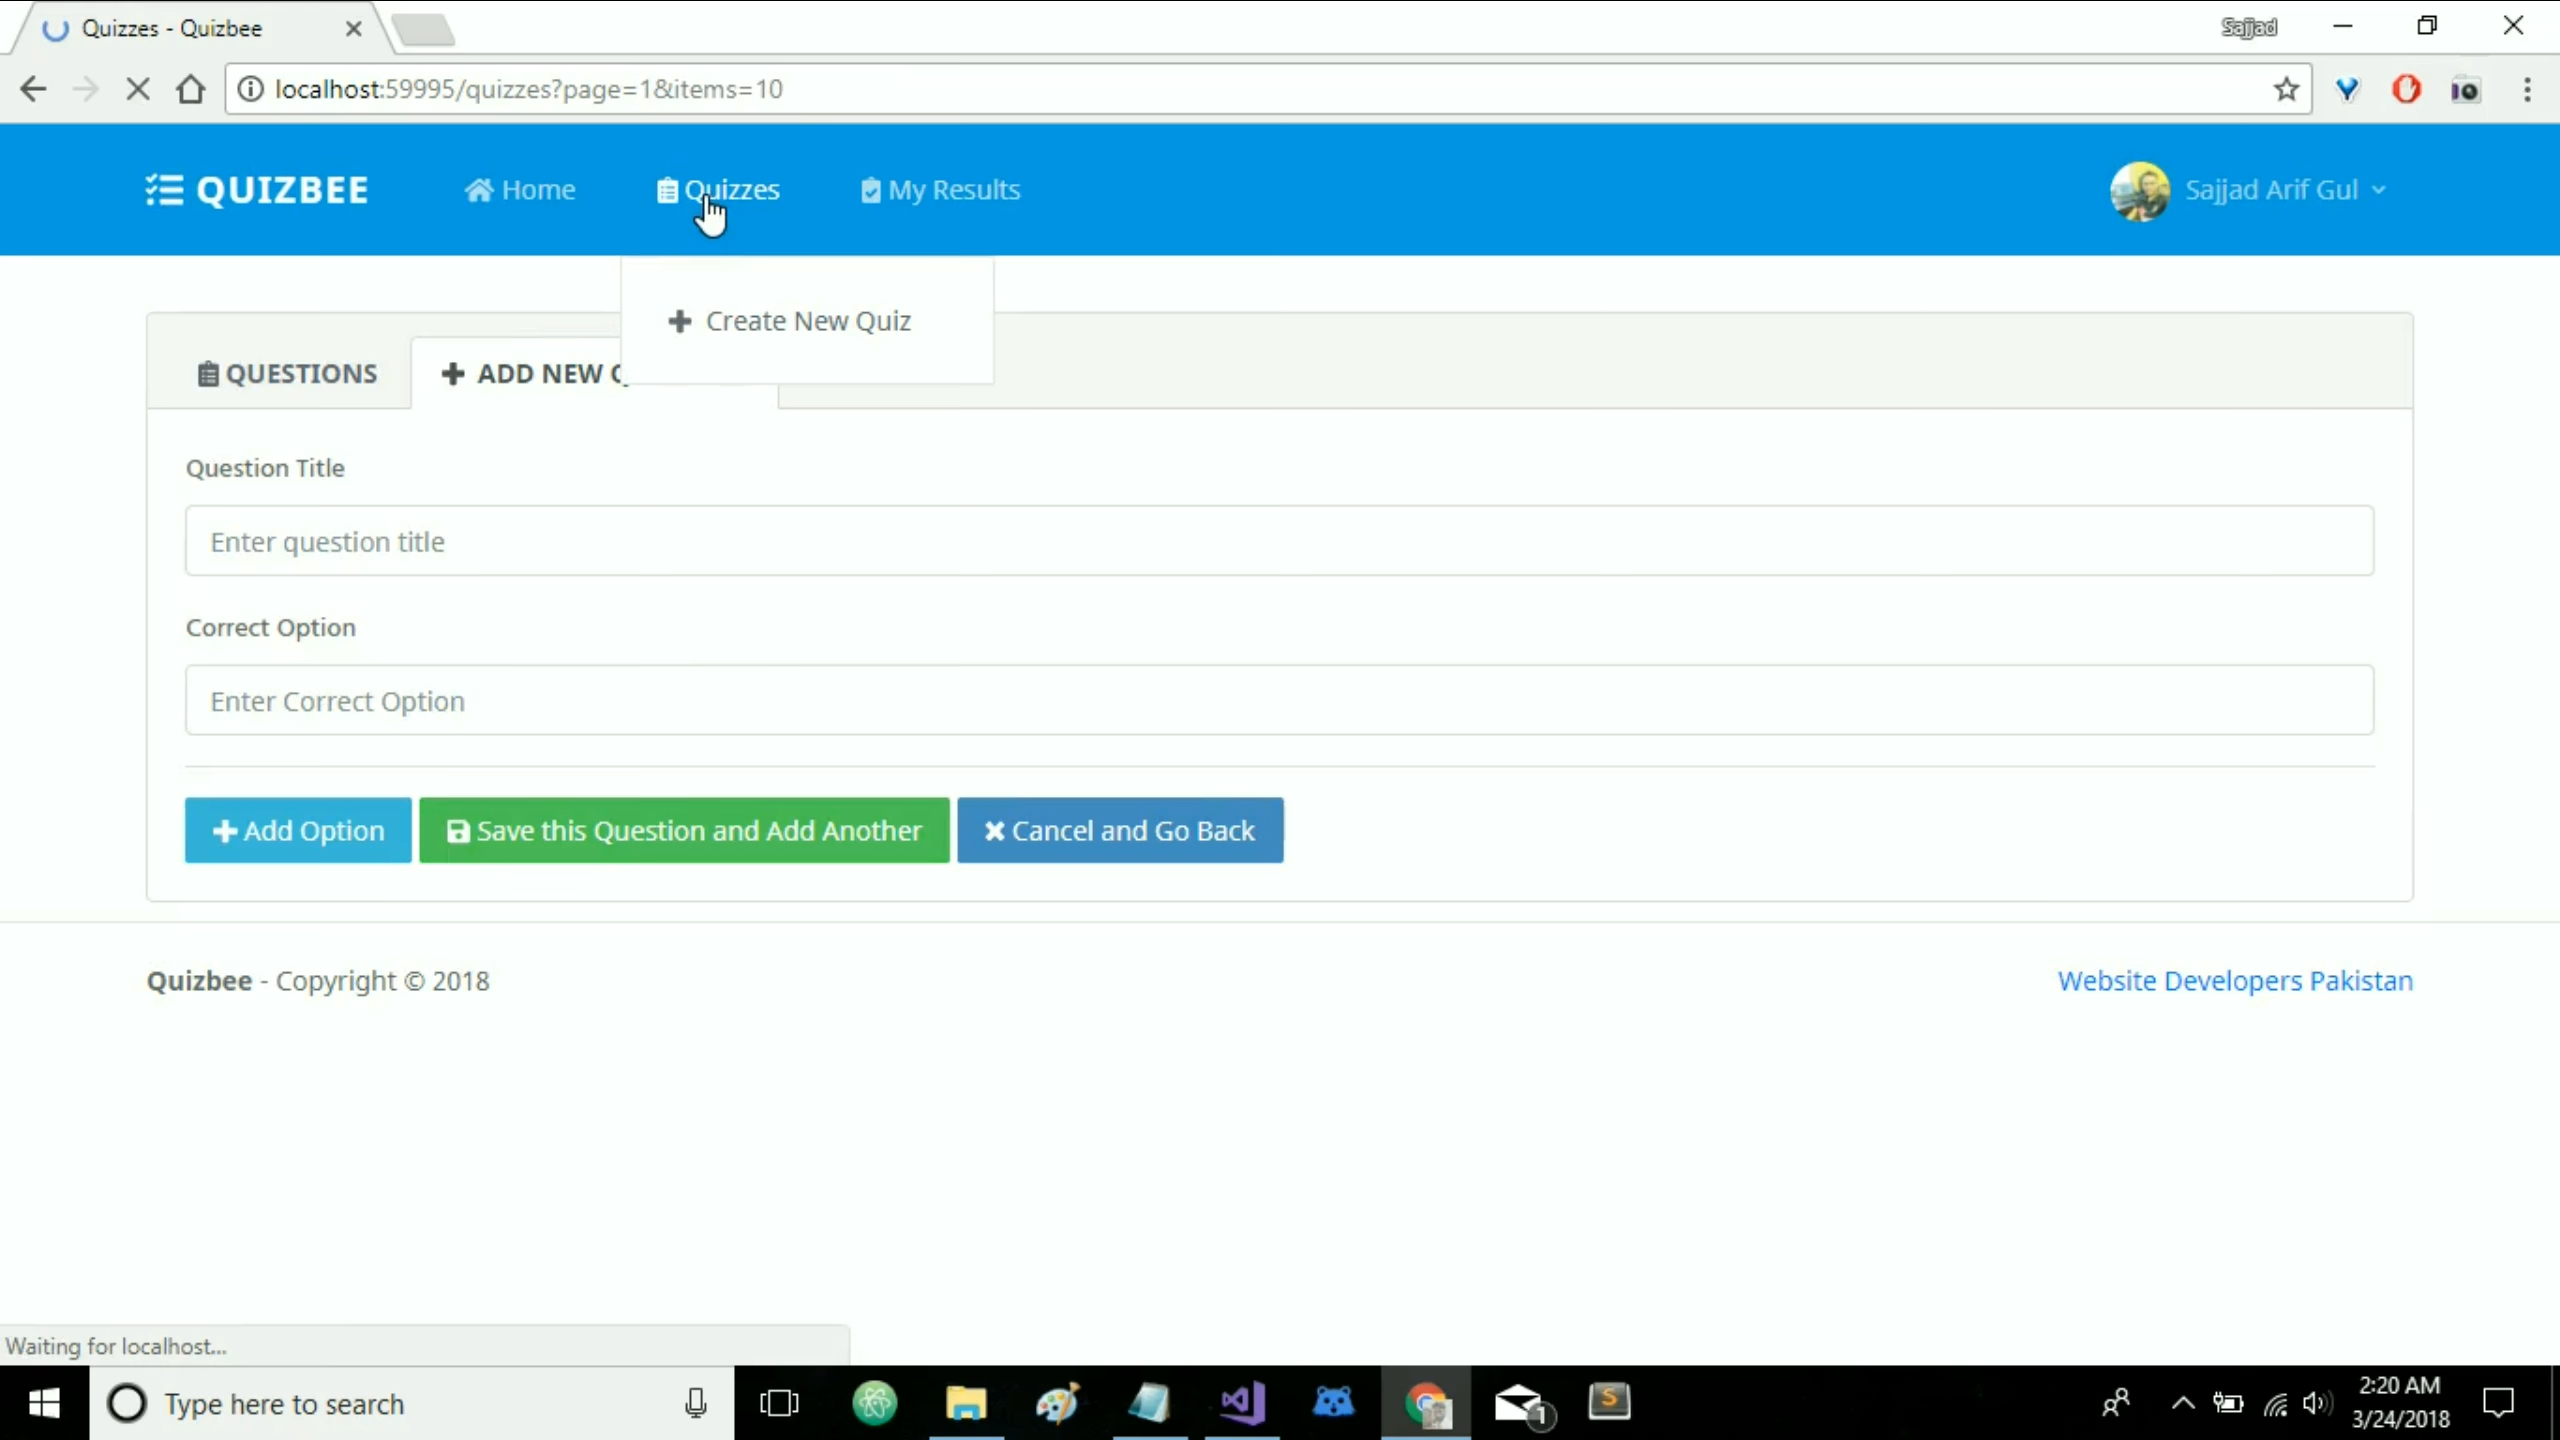 Quizzes - Quizbee
Sajjad
localhost:59995/quizzes?page=1&items=10
QUIZBEE
Home
Quizzes
My Results
Sajjad Arif Gul
Create New Quiz
QUESTIONS
ADD NEW
Question Title
Enter question title
Correct Option
Enter Correct Option
Add Option
Save this Question and Add Another
Cancel and Go Back
Quizbee - Copyright © 2018
Website Developers Pakistan
Waiting for localhost...
Type here to search
1
S
2:20 AM
3/24/2018